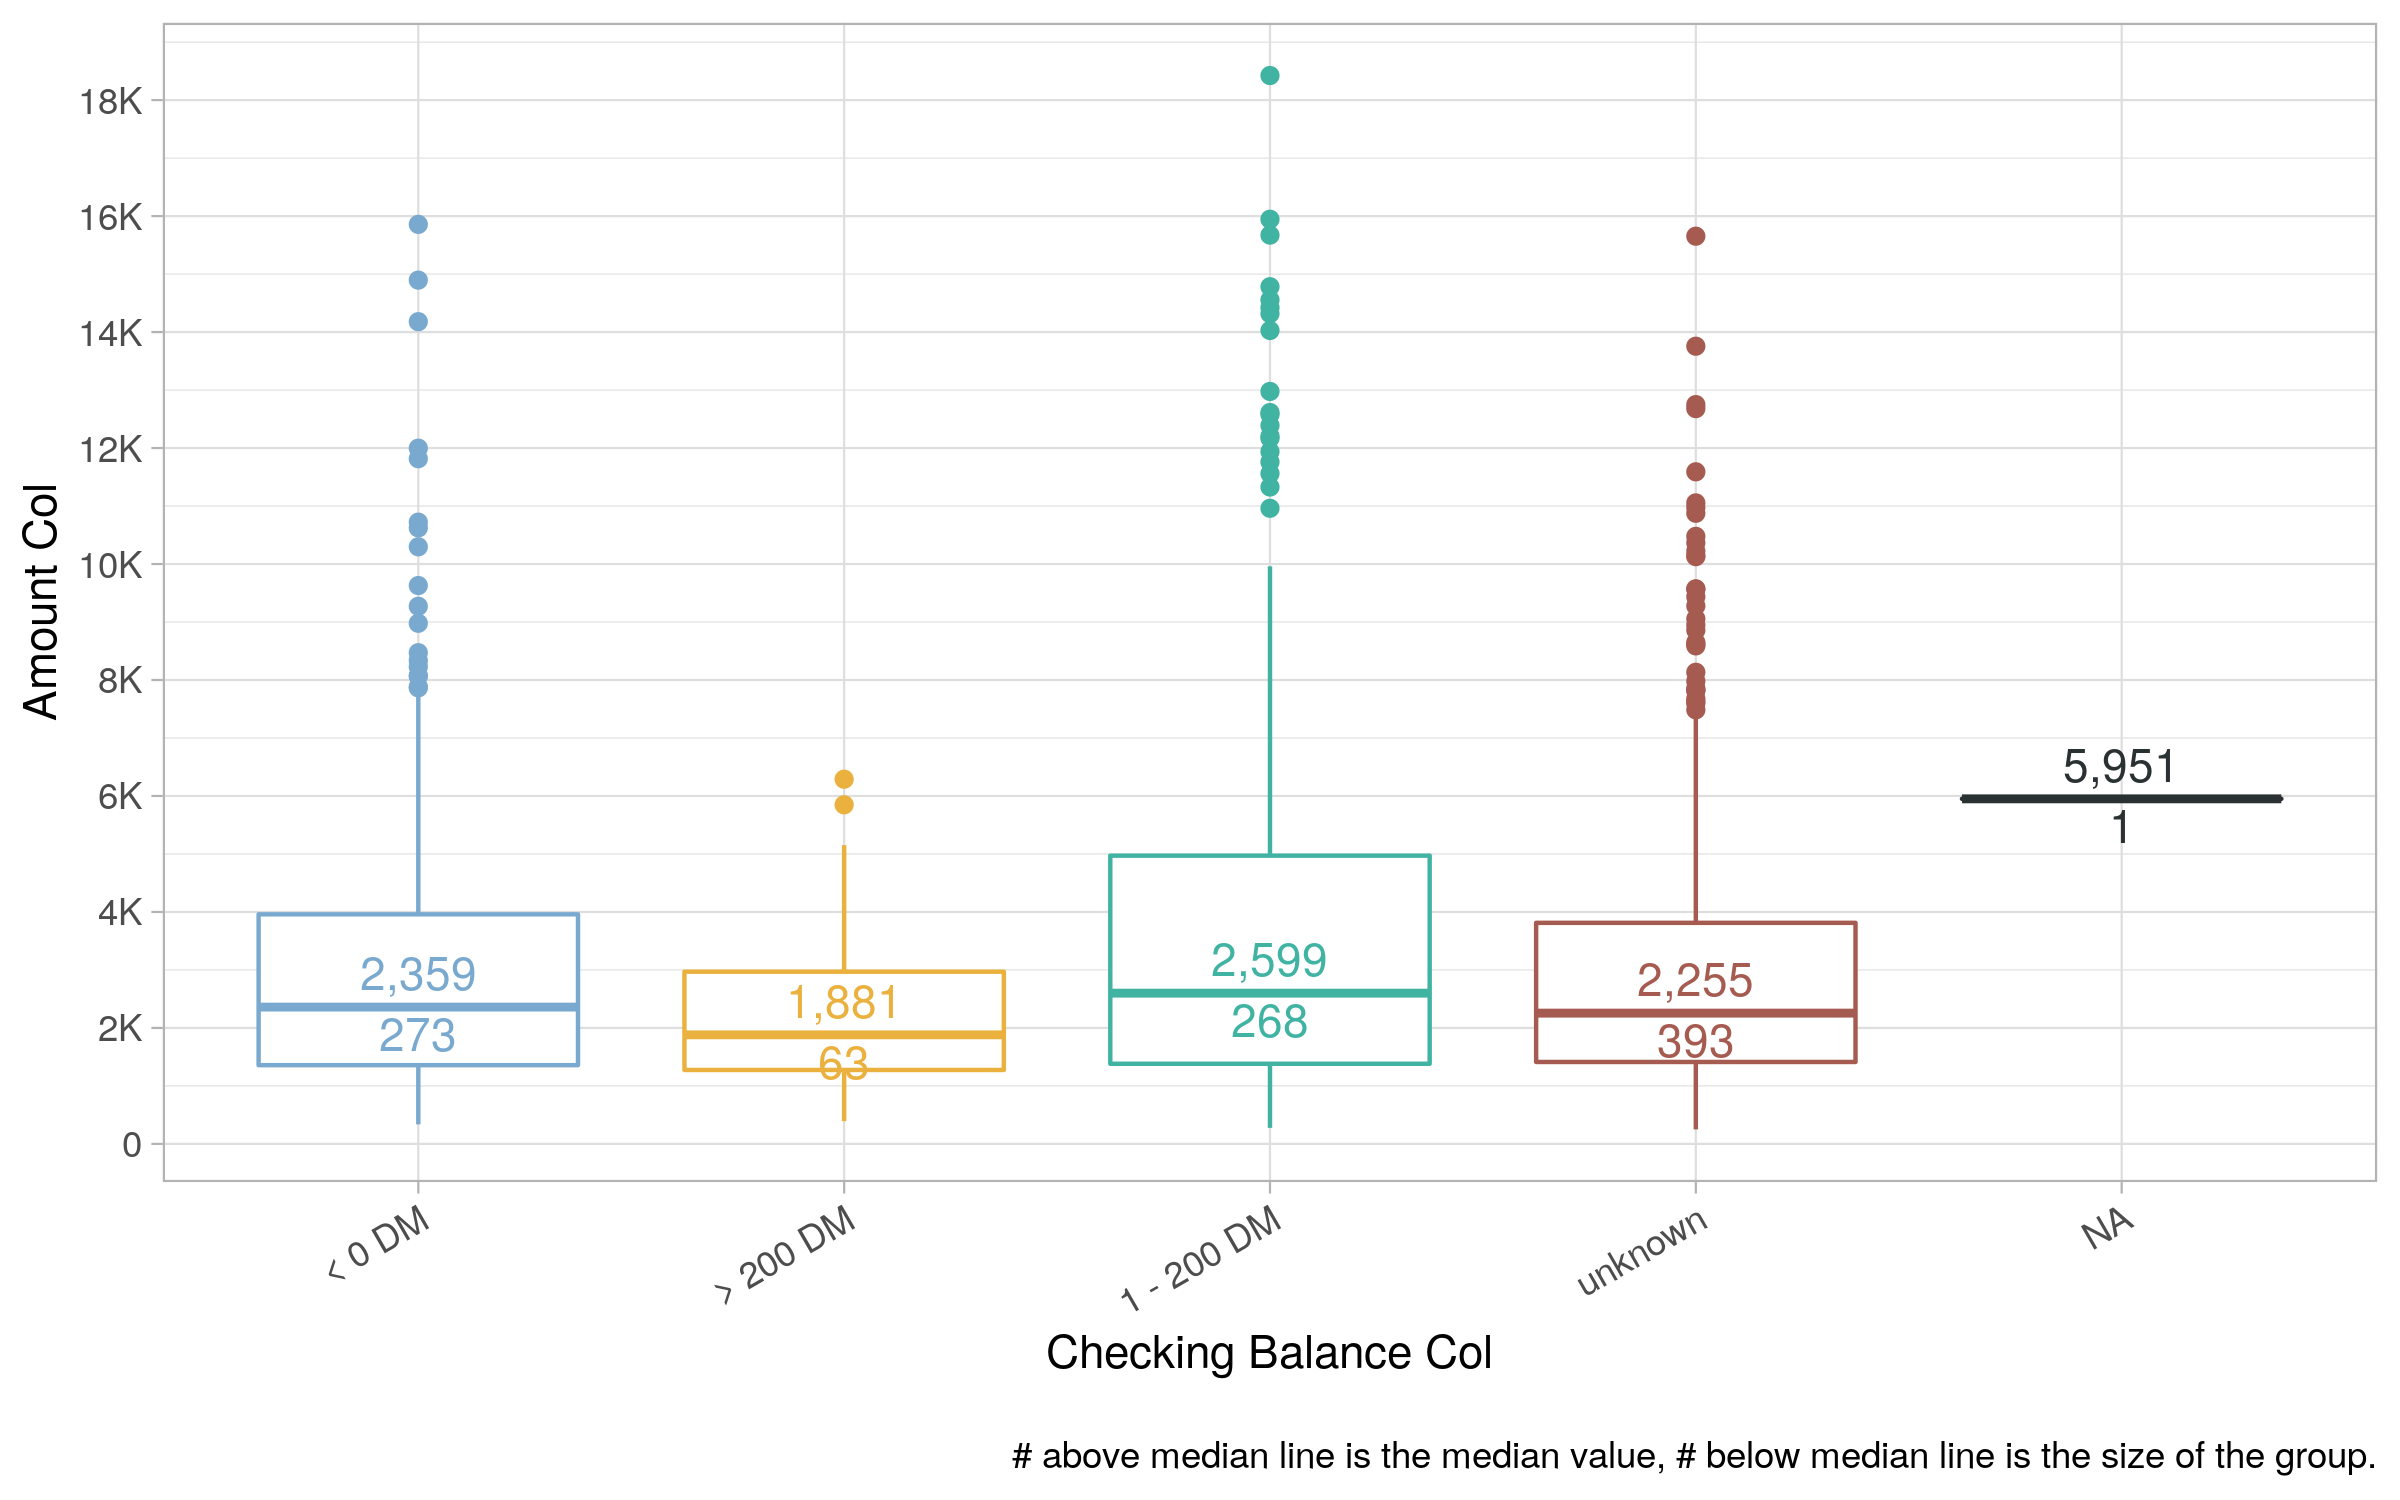 18K
16K
14K
12K
10K
8K
6K
4K
2K
0
Amount Col
2,359
273
1,881
63
2,599
268
2,255
393
5,951
1
< 0 DM
> 200 DM
1 - 200 DM
unknown
NA
Checking Balance Col
# above median line is the median value, # below median line is the size of the group.